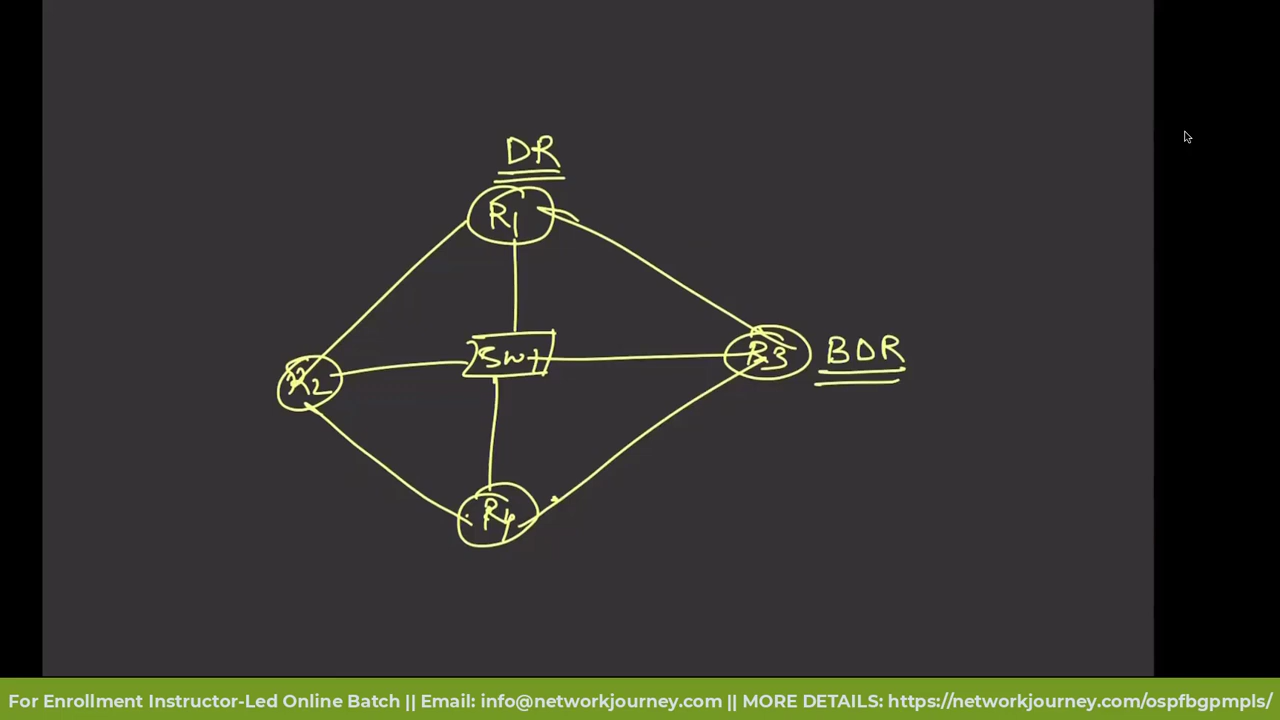 DR
R1
SW1
R2
R3
BDR
R4
For Enrollment Instructor-Led Online Batch || Email: info@networkjourney.com || MORE DETAILS: https://networkjourney.com/ospfbgpmpls/